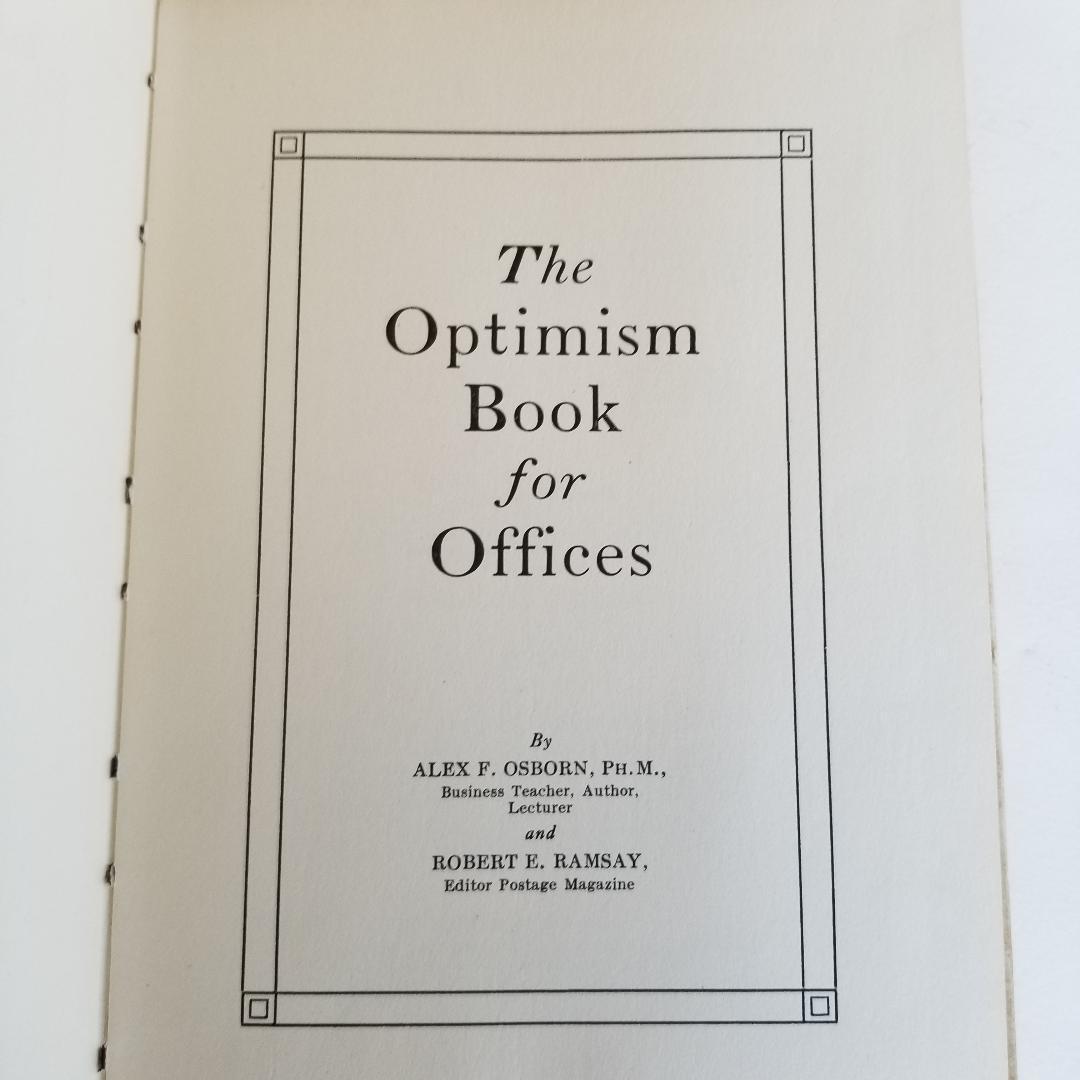 The
Optimism
Book
for
Offices
By
ALEX F. OSBORN, PH.M.,
Business Teacher, Author,
Lecturer
and
ROBERT E. RAMSAY,
Editor Postage Magazine